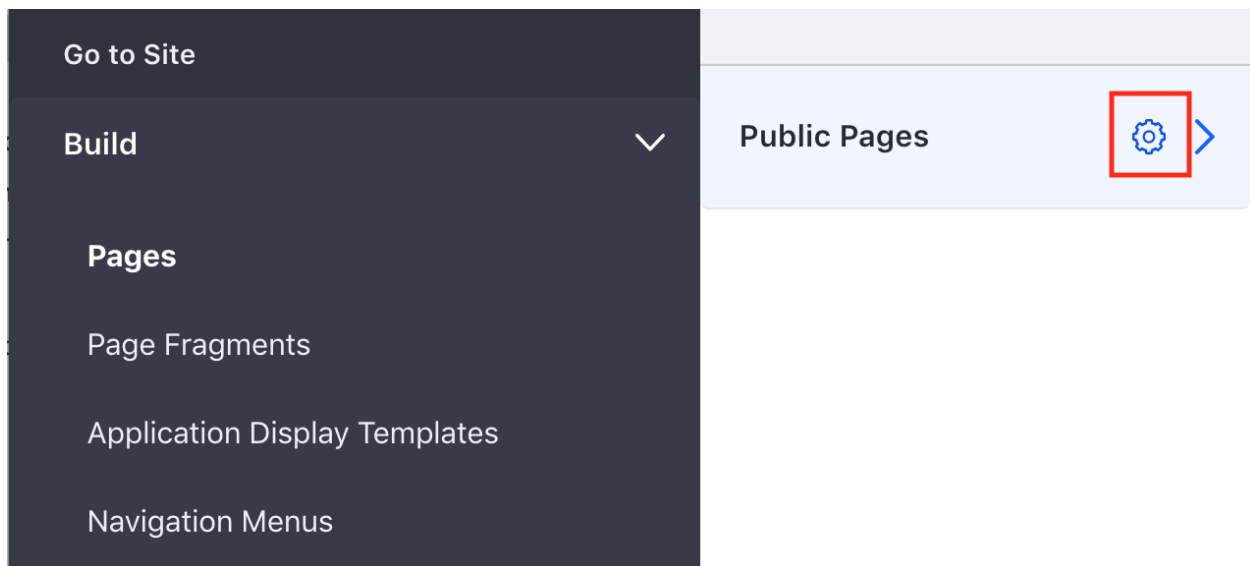 Go to Site
Build
Pages
Page Fragments
Application Display Templates
Navigation Menus
Public Pages